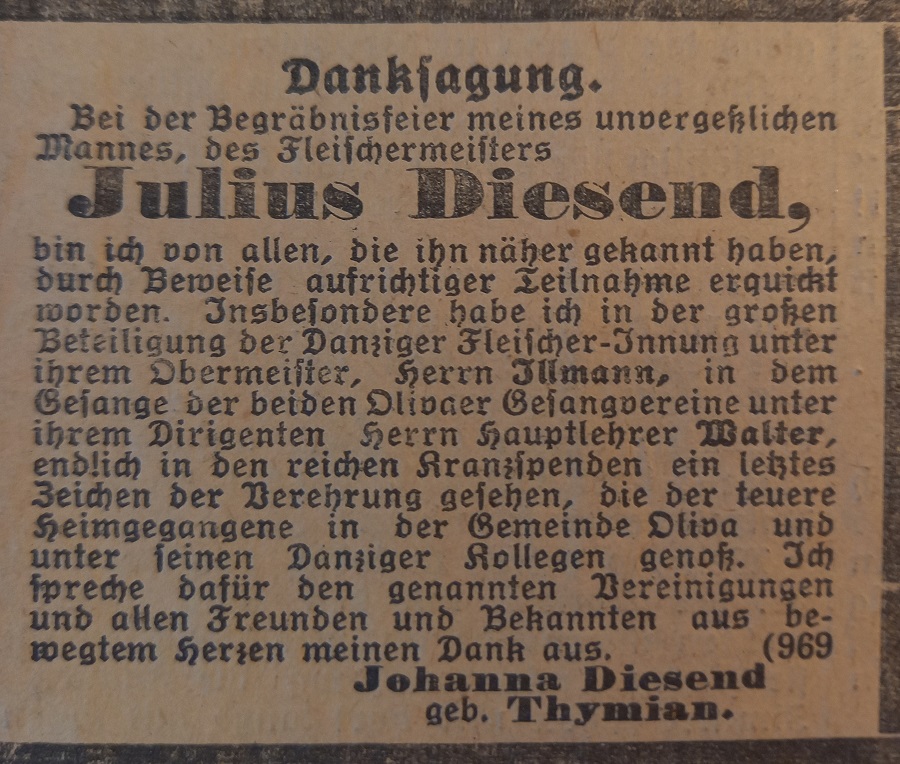 Danksagung.
Bei der Begräbnisfeier meines unvergeßlichen
Mannes, des Fleischermeisters
Julius Diesend,
bin ich von allen, die ihn näher gekannt haben,
durch Beweise aufrichtiger Teilnahme erquickt
worden. Insbesondere habe ich in der großen
Beteiligung der Danziger Fleischer-Innung unter
ihrem Obermeister, Herrn Illmann, in dem
Gesange der beiden Olivaer Gesangvereine unter
ihrem Dirigenten Herrn Hauptlehrer Walter,
endlich in den reichen Kranzspenden ein letztes
Zeichen der Verehrung gesehen, die der teuere
Heimgegangene in der Gemeinde Oliva und
unter seinen Danziger Kollegen genoß. Ich
spreche dafür den genannten Vereinigungen
und allen Freunden und Bekannten aus be-
wegtem Herzen meinen Dank aus. (969
Johanna Diesend
geb. Thymian.